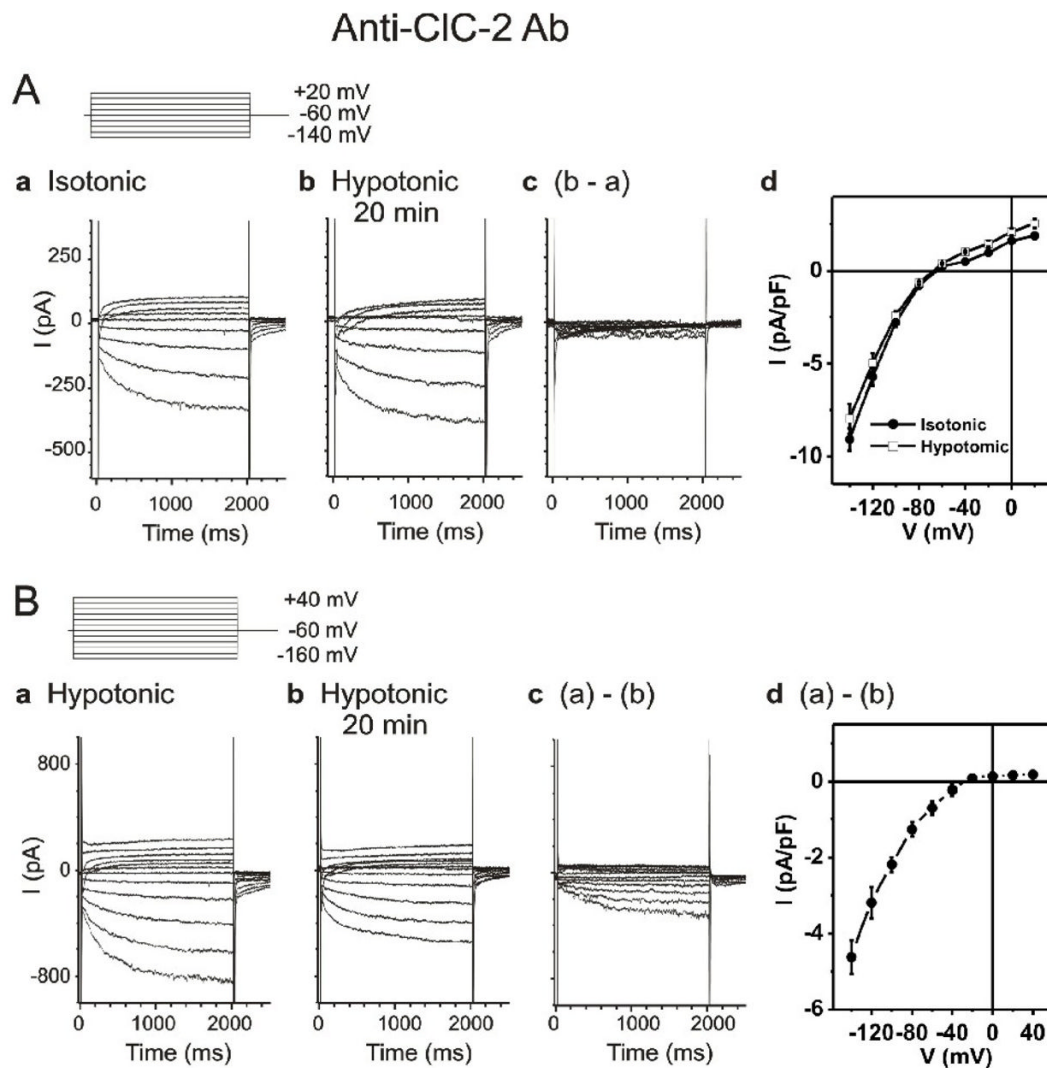 Anti-ClC-2 Ab
A
+20 mV
-60 mV
-140 mV
a Isotonic
b Hypotonic
20 min
c (b - a)
d
I (pA)
250
0
-250
-500
0 1000 2000
Time (ms)
0 1000 2000
Time (ms)
0 1000 2000
Time (ms)
I (pA/pF)
0
-5
-10
Isotonic
Hypotomic
-120 -80 -40 0
V (mV)
B
+40 mV
-60 mV
-160 mV
a Hypotonic
b Hypotonic
20 min
c (a) - (b)
d (a) - (b)
I (pA)
800
0
-800
0 1000 2000
Time (ms)
0 1000 2000
Time (ms)
0 1000 2000
Time (ms)
I (pA/pF)
0
-2
-4
-6
-120 -80 -40 0 40
V (mV)